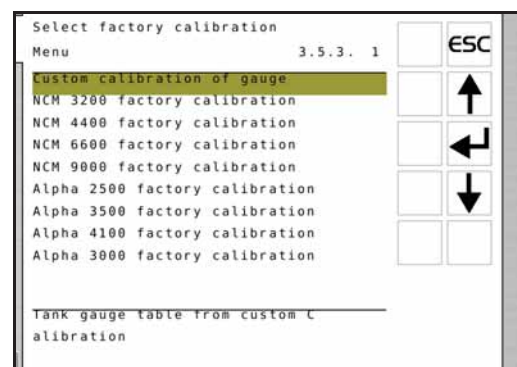 Select factory calibration
Menu 3.5.3. 1
Custom calibration of gauge
NCM 3200 factory calibration
NCM 4400 factory calibration
NCM 6600 factory calibration
NCM 9000 factory calibration
Alpha 2500 factory calibration
Alpha 3500 factory calibration
Alpha 4100 factory calibration
Alpha 3000 factory calibration
Tank gauge table from custom C
alibration
ESC